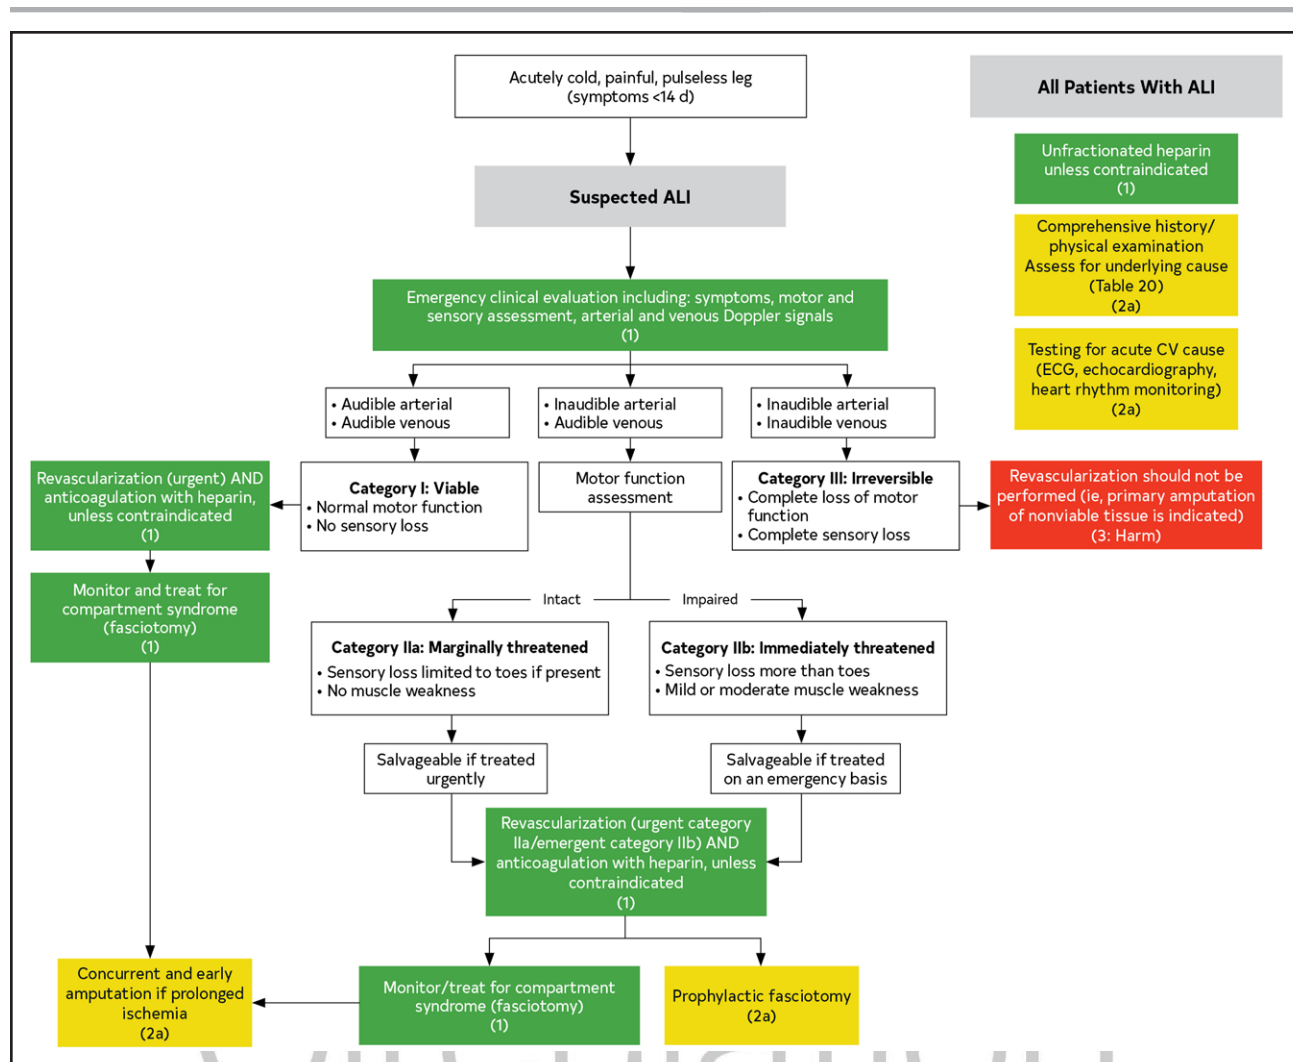 Acutely cold, painful, pulseless leg
(symptoms <14 d)
All Patients With ALI
Unfractionated heparin
unless contraindicated
(1)
Suspected ALI
Comprehensive history/
physical examination
Assess for underlying cause
(Table 20)
(2a)
Emergency clinical evaluation including: symptoms, motor and
sensory assessment, arterial and venous Doppler signals
(1)
Testing for acute CV cause
(ECG, echocardiography,
heart rhythm monitoring)
(2a)
• Audible arterial
• Audible venous
• Inaudible arterial
• Audible venous
• Inaudible arterial
• Inaudible venous
Revascularization (urgent) AND
anticoagulation with heparin,
unless contraindicated
(1)
Category I: Viable
• Normal motor function
• No sensory loss
Motor function
assessment
Category III: Irreversible
• Complete loss of motor
function
• Complete sensory loss
Revascularization should not be
performed (ie, primary amputation
of nonviable tissue is indicated)
(3: Harm)
Monitor and treat for
compartment syndrome
(fasciotomy)
(1)
Intact
Impaired
Category IIa: Marginally threatened
• Sensory loss limited to toes if present
• No muscle weakness
Category IIb: Immediately threatened
• Sensory loss more than toes
• Mild or moderate muscle weakness
Salvageable if treated
urgently
Salvageable if treated
on an emergency basis
Revascularization (urgent category
IIa/emergent category IIb) AND
anticoagulation with heparin, unless
contraindicated
(1)
Concurrent and early
amputation if prolonged
ischemia
(2a)
Monitor/treat for compartment
syndrome (fasciotomy)
(1)
Prophylactic fasciotomy
(2a)